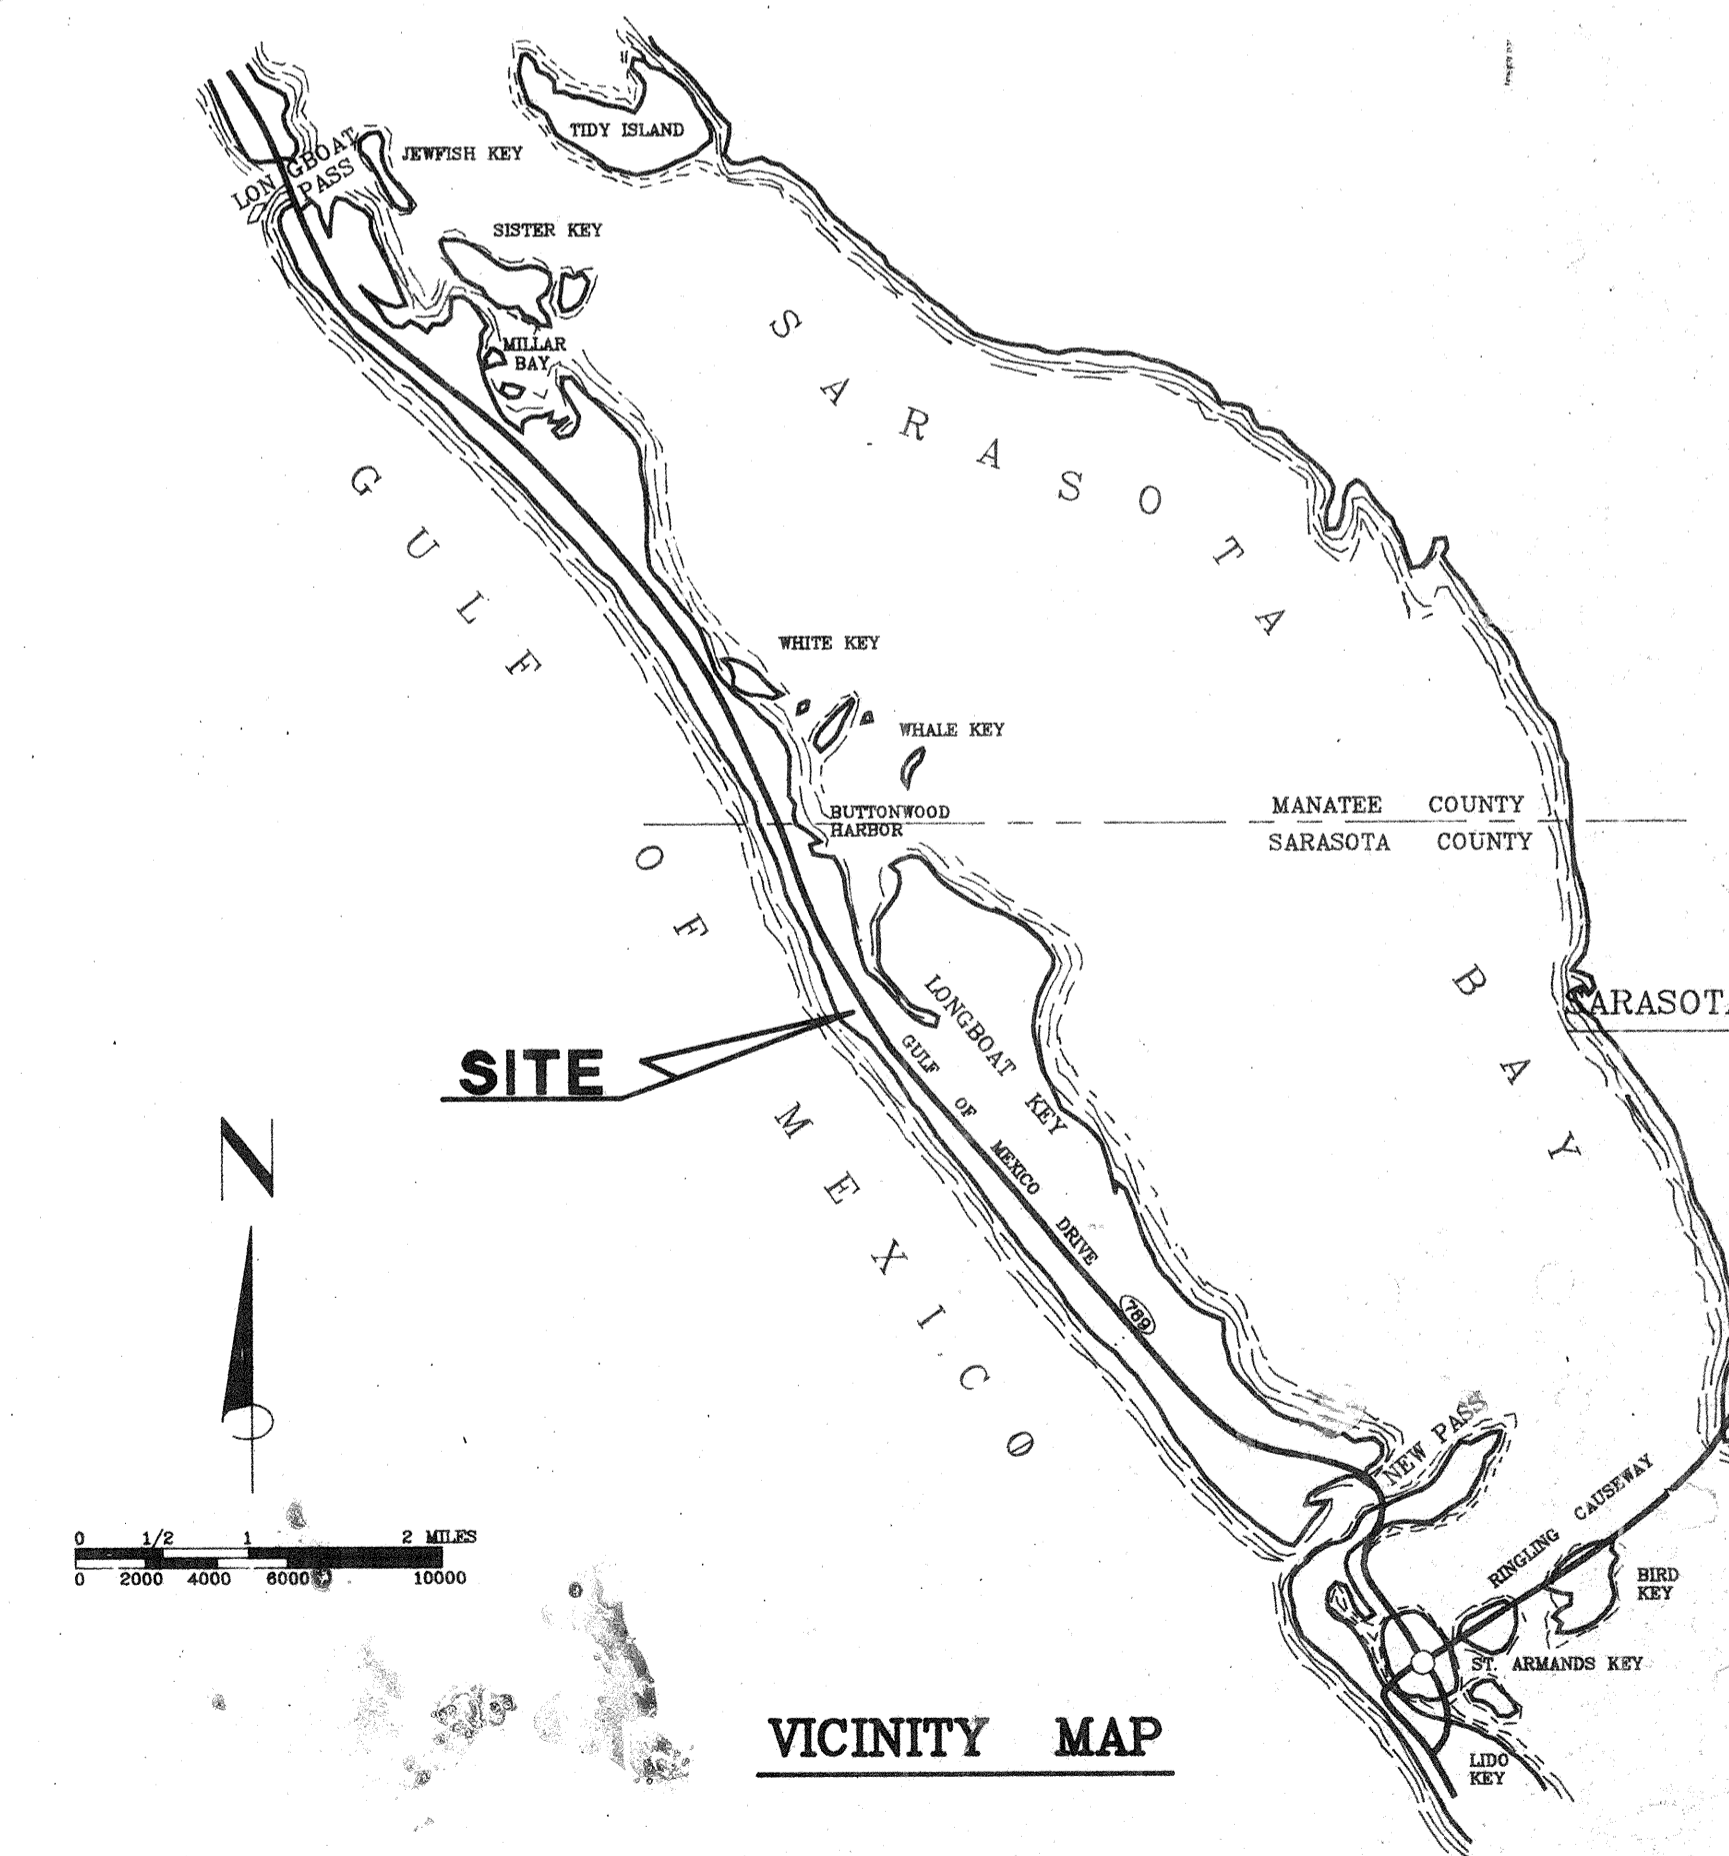 TIDY ISLAND
LONGBOAT
PASS
JEWFISH KEY
SISTER KEY
MILLAR
BAY
SARASOTA BAY
GULF OF MEXICO
WHITE KEY
WHALE KEY
BUTTONWOOD
HARBOR
MANATEE COUNTY
SARASOTA COUNTY
SARASOTA
LONGBOAT KEY
SITE
GULF OF MEXICO DRIVE
789
N
NEW PASS
RINGLING CAUSEWAY
BIRD
KEY
ST. ARMANDS KEY
LIDO
KEY
0 1/2 1 2 MILES
0 2000 4000 6000 10000
VICINITY MAP